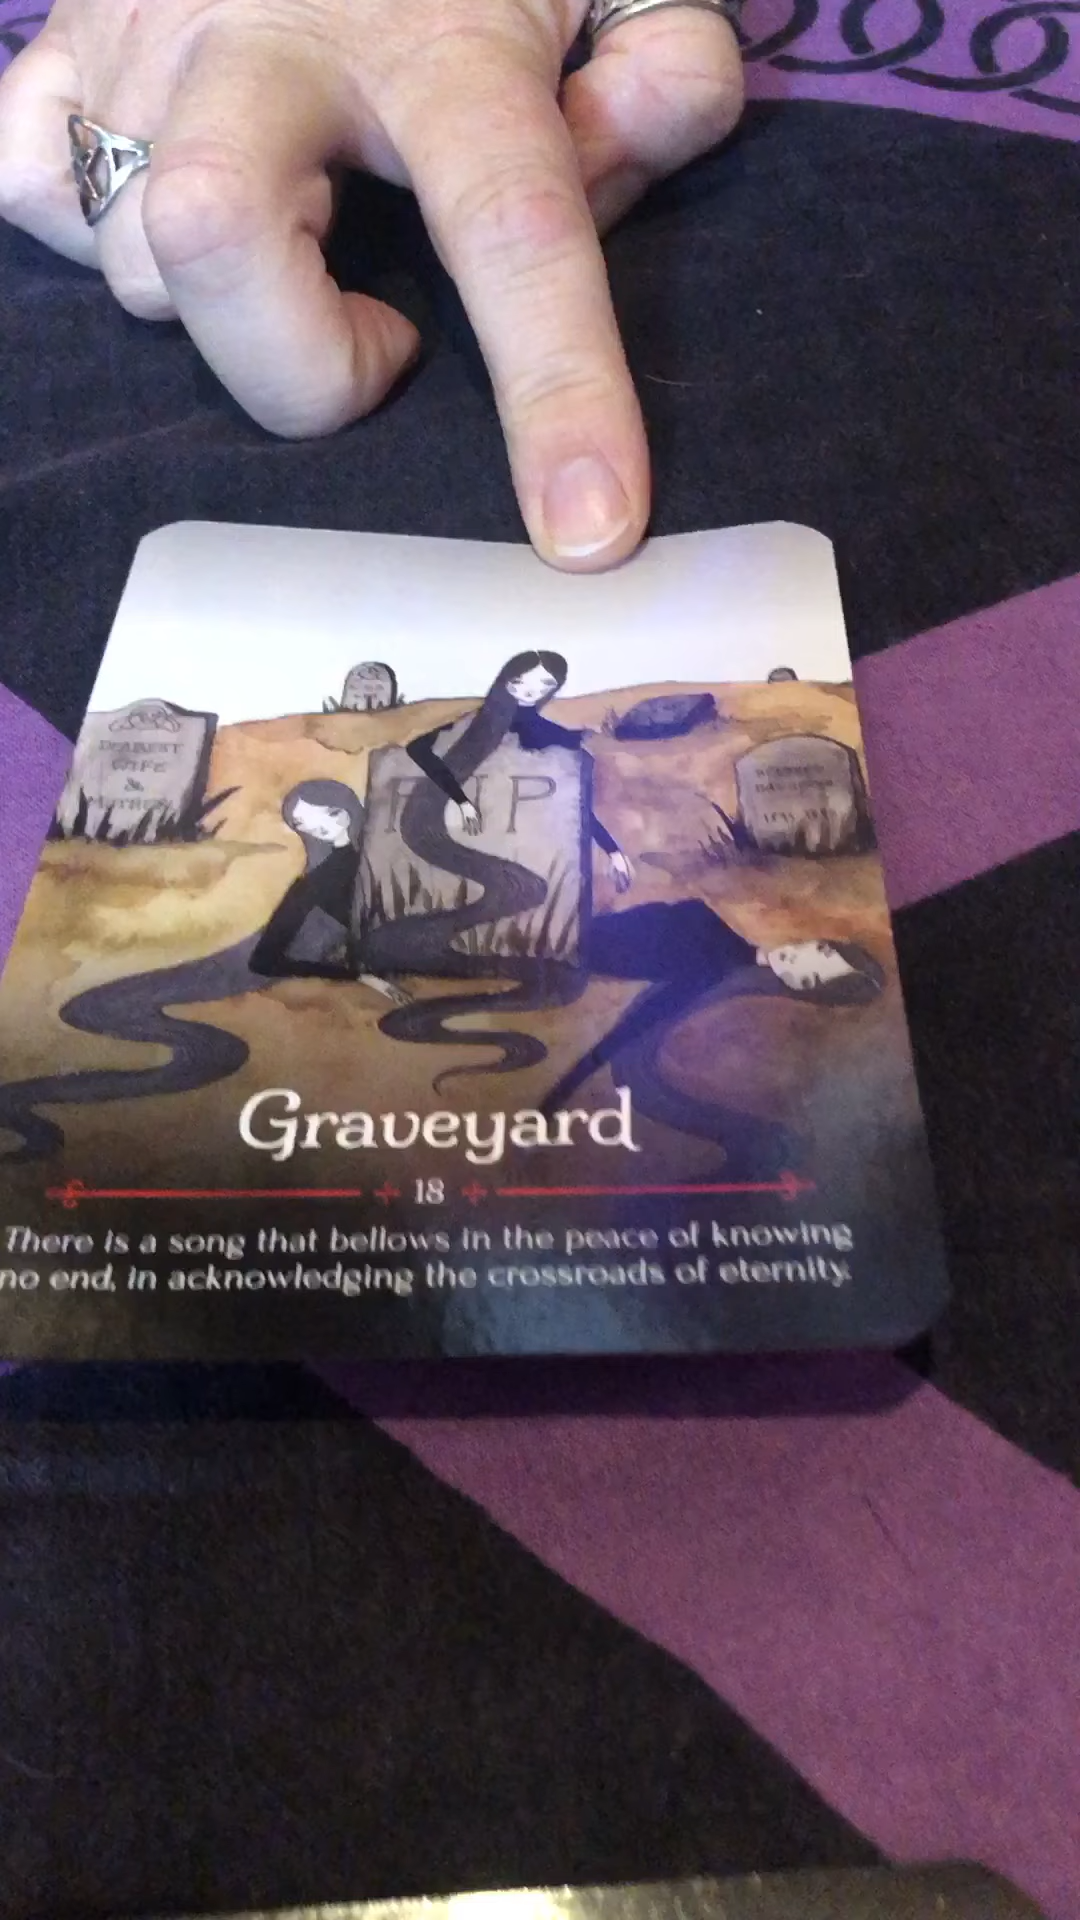 DEAREST
WIFE
&
MOTHER
RIP
Graveyard
18
There is a song that bellows in the peace of knowing
no end, in acknowledging the crossroads of eternity.